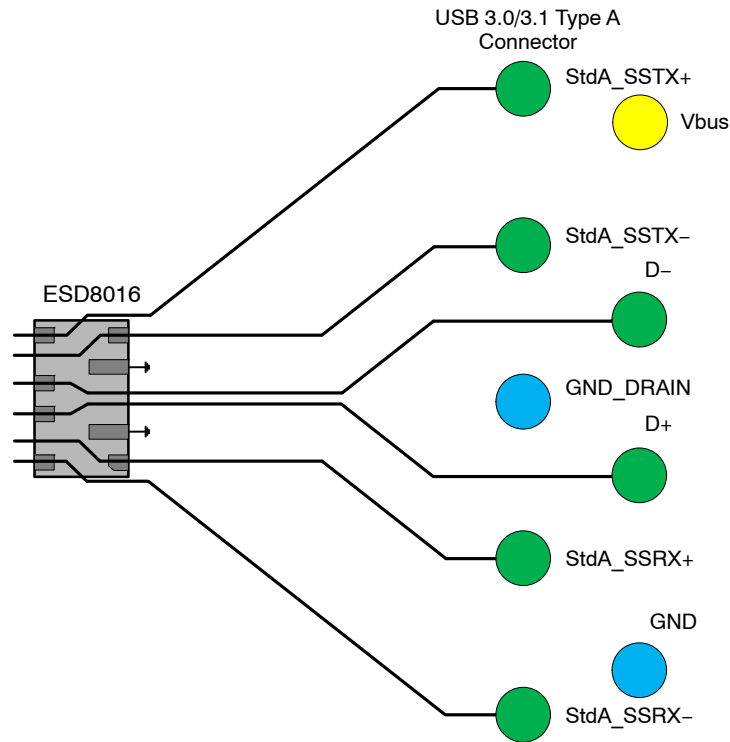 USB 3.0/3.1 Type A
Connector
StdA_SSTX+
Vbus
StdA_SSTX−
D−
ESD8016
GND_DRAIN
D+
StdA_SSRX+
GND
StdA_SSRX−